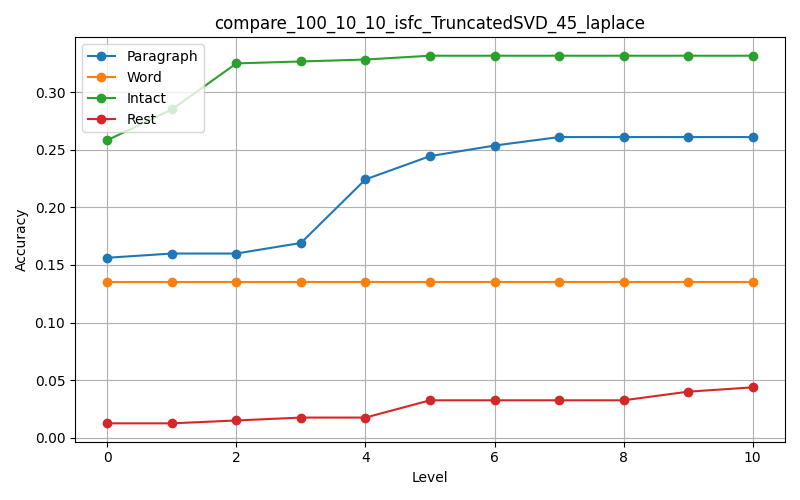 compare_100_10_10_isfc_TruncatedSVD_45_laplace
Paragraph
Word
Intact
Rest
Accuracy
0.30
0.25
0.20
0.15
0.10
0.05
0.00
0 2 4 6 8 10
Level